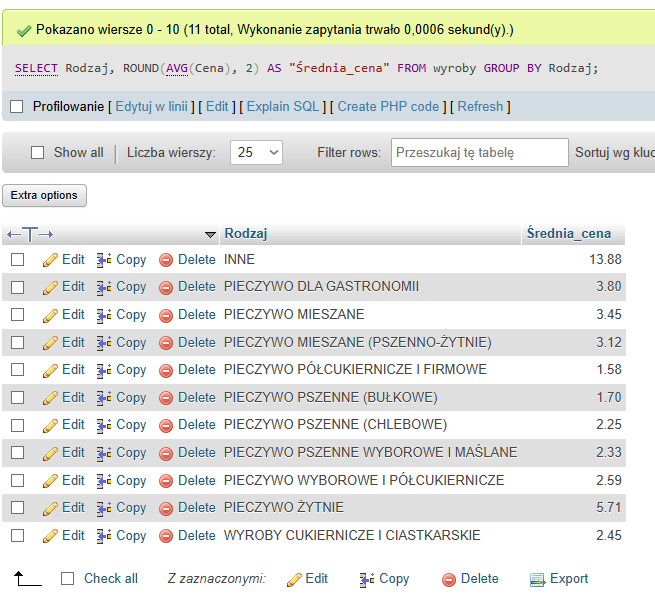 Pokazano wiersze 0 - 10 (11 total, Wykonanie zapytania trwało 0,0006 sekund(y).)
SELECT Rodzaj, ROUND(AVG(Cena), 2) AS "Średnia_cena" FROM wyroby GROUP BY Rodzaj;
Profilowanie [ Edytuj w linii ] [ Edit ] [ Explain SQL ] [ Create PHP code ] [ Refresh ]
Show all Liczba wierszy: 25 Filter rows: Przeszukaj tę tabelę Sortuj wg kluc
Extra options
Rodzaj Średnia_cena
Edit Copy Delete INNE 13.88
Edit Copy Delete PIECZYWO DLA GASTRONOMII 3.80
Edit Copy Delete PIECZYWO MIESZANE 3.45
Edit Copy Delete PIECZYWO MIESZANE (PSZENNO-ŻYTNIE) 3.12
Edit Copy Delete PIECZYWO PÓŁCUKIERNICZE I FIRMOWE 1.58
Edit Copy Delete PIECZYWO PSZENNE (BUŁKOWE) 1.70
Edit Copy Delete PIECZYWO PSZENNE (CHLEBOWE) 2.25
Edit Copy Delete PIECZYWO PSZENNE WYBOROWE I MAŚLANE 2.33
Edit Copy Delete PIECZYWO WYBOROWE I PÓŁCUKIERNICZE 2.59
Edit Copy Delete PIECZYWO ŻYTNIE 5.71
Edit Copy Delete WYROBY CUKIERNICZE I CIASTKARSKIE 2.45
Check all Z zaznaczonymi: Edit Copy Delete Export